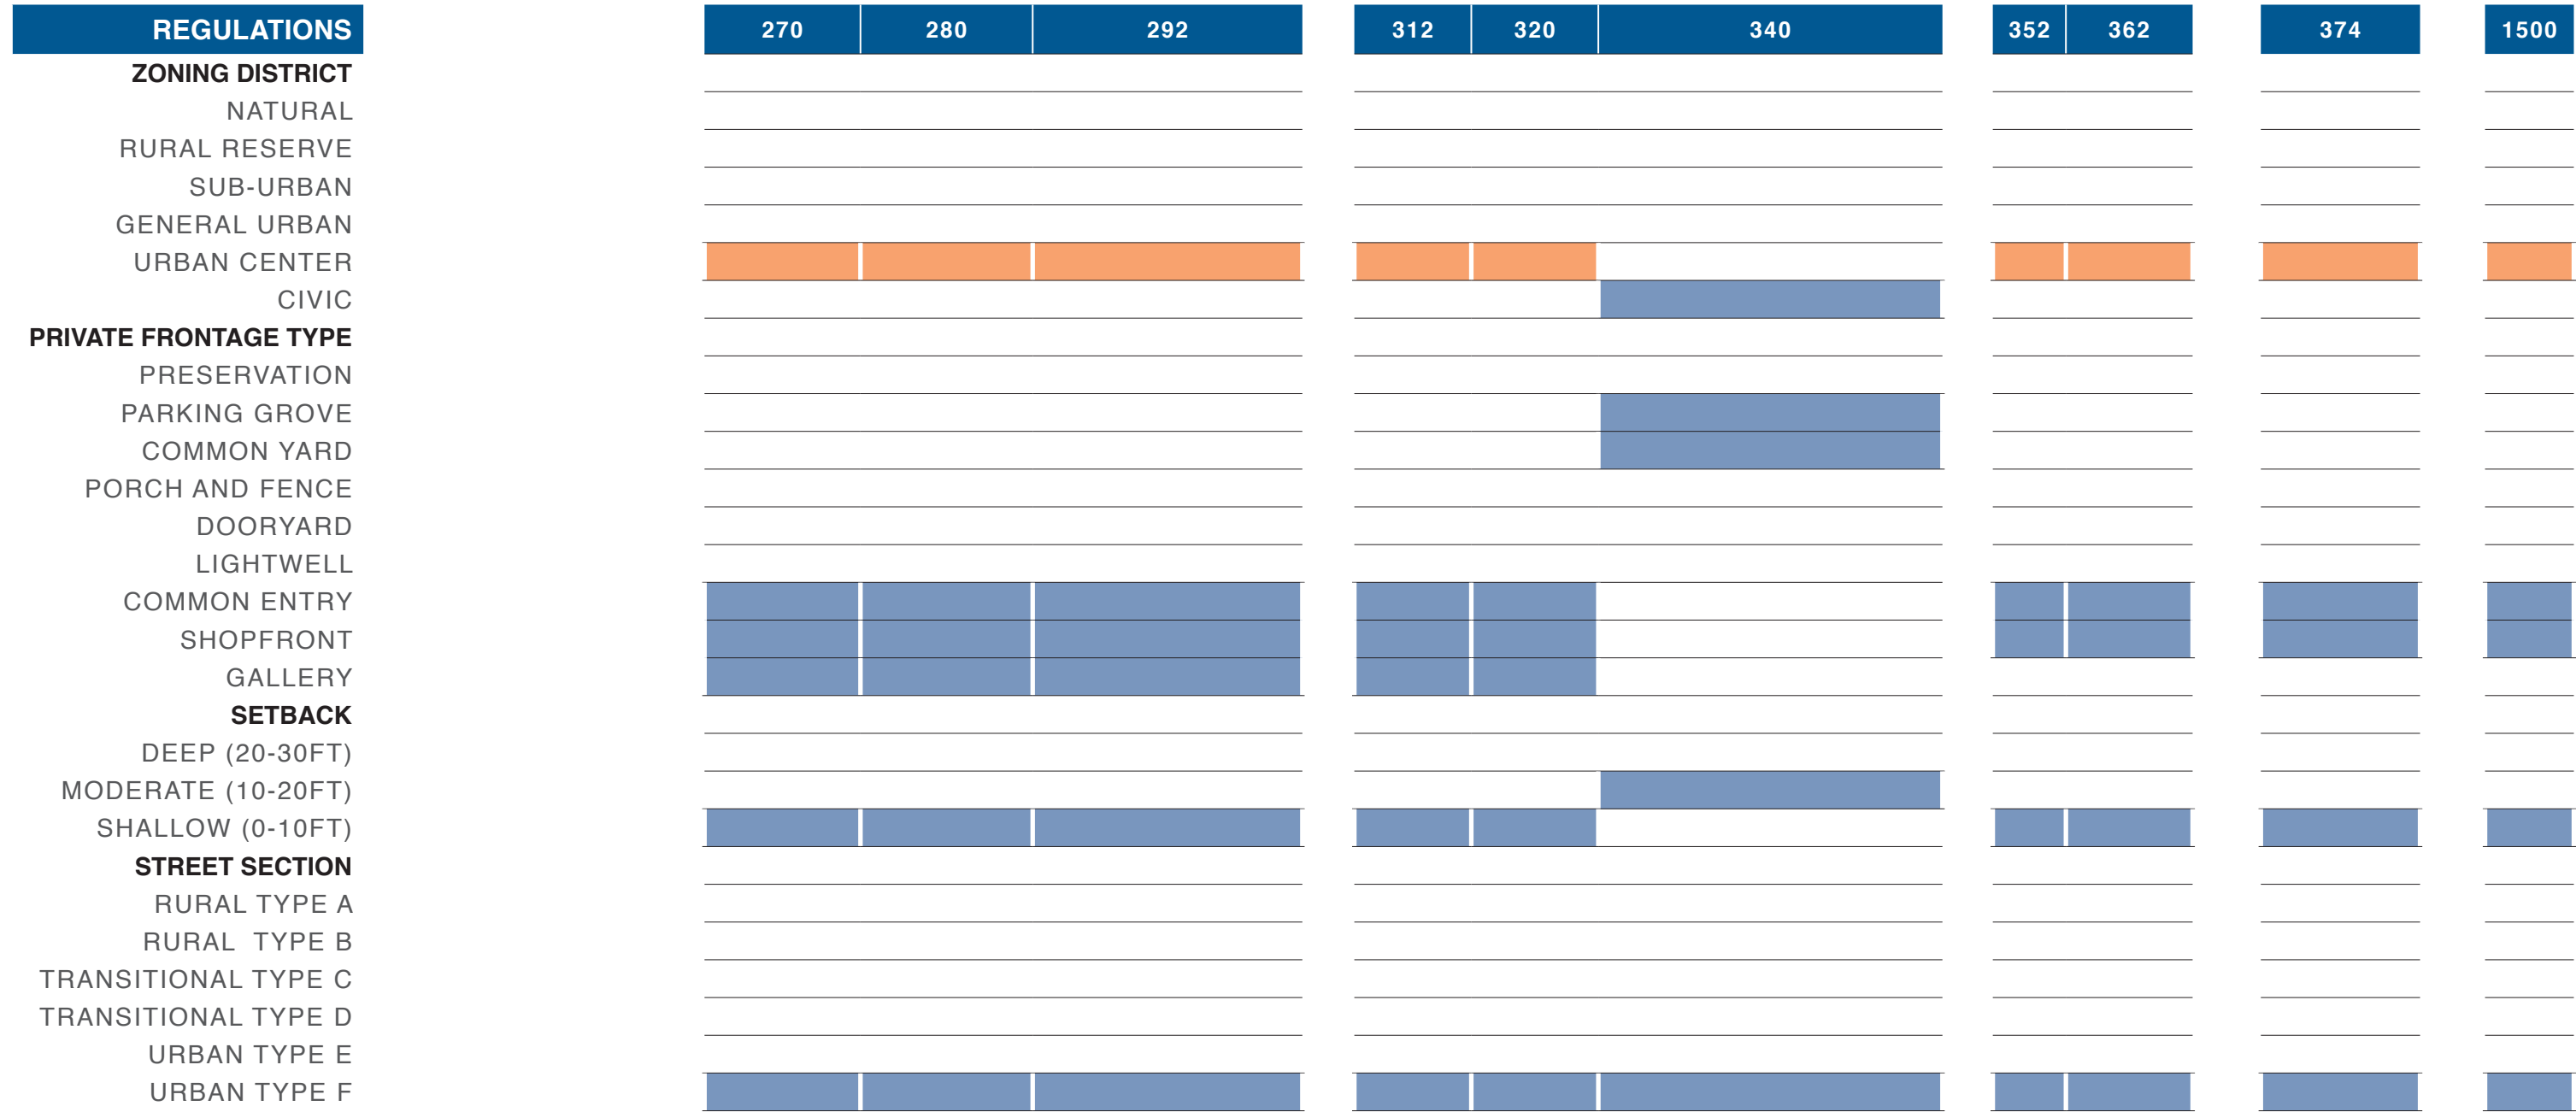 REGULATIONS 270 280 292 312 320 340 352 362 374 1500
ZONING DISTRICT
NATURAL
RURAL RESERVE
SUB-URBAN
GENERAL URBAN
URBAN CENTER
CIVIC
PRIVATE FRONTAGE TYPE
PRESERVATION
PARKING GROVE
COMMON YARD
PORCH AND FENCE
DOORYARD
LIGHTWELL
COMMON ENTRY
SHOPFRONT
GALLERY
SETBACK
DEEP (20-30FT)
MODERATE (10-20FT)
SHALLOW (0-10FT)
STREET SECTION
RURAL TYPE A
RURAL TYPE B
TRANSITIONAL TYPE C
TRANSITIONAL TYPE D
URBAN TYPE E
URBAN TYPE F